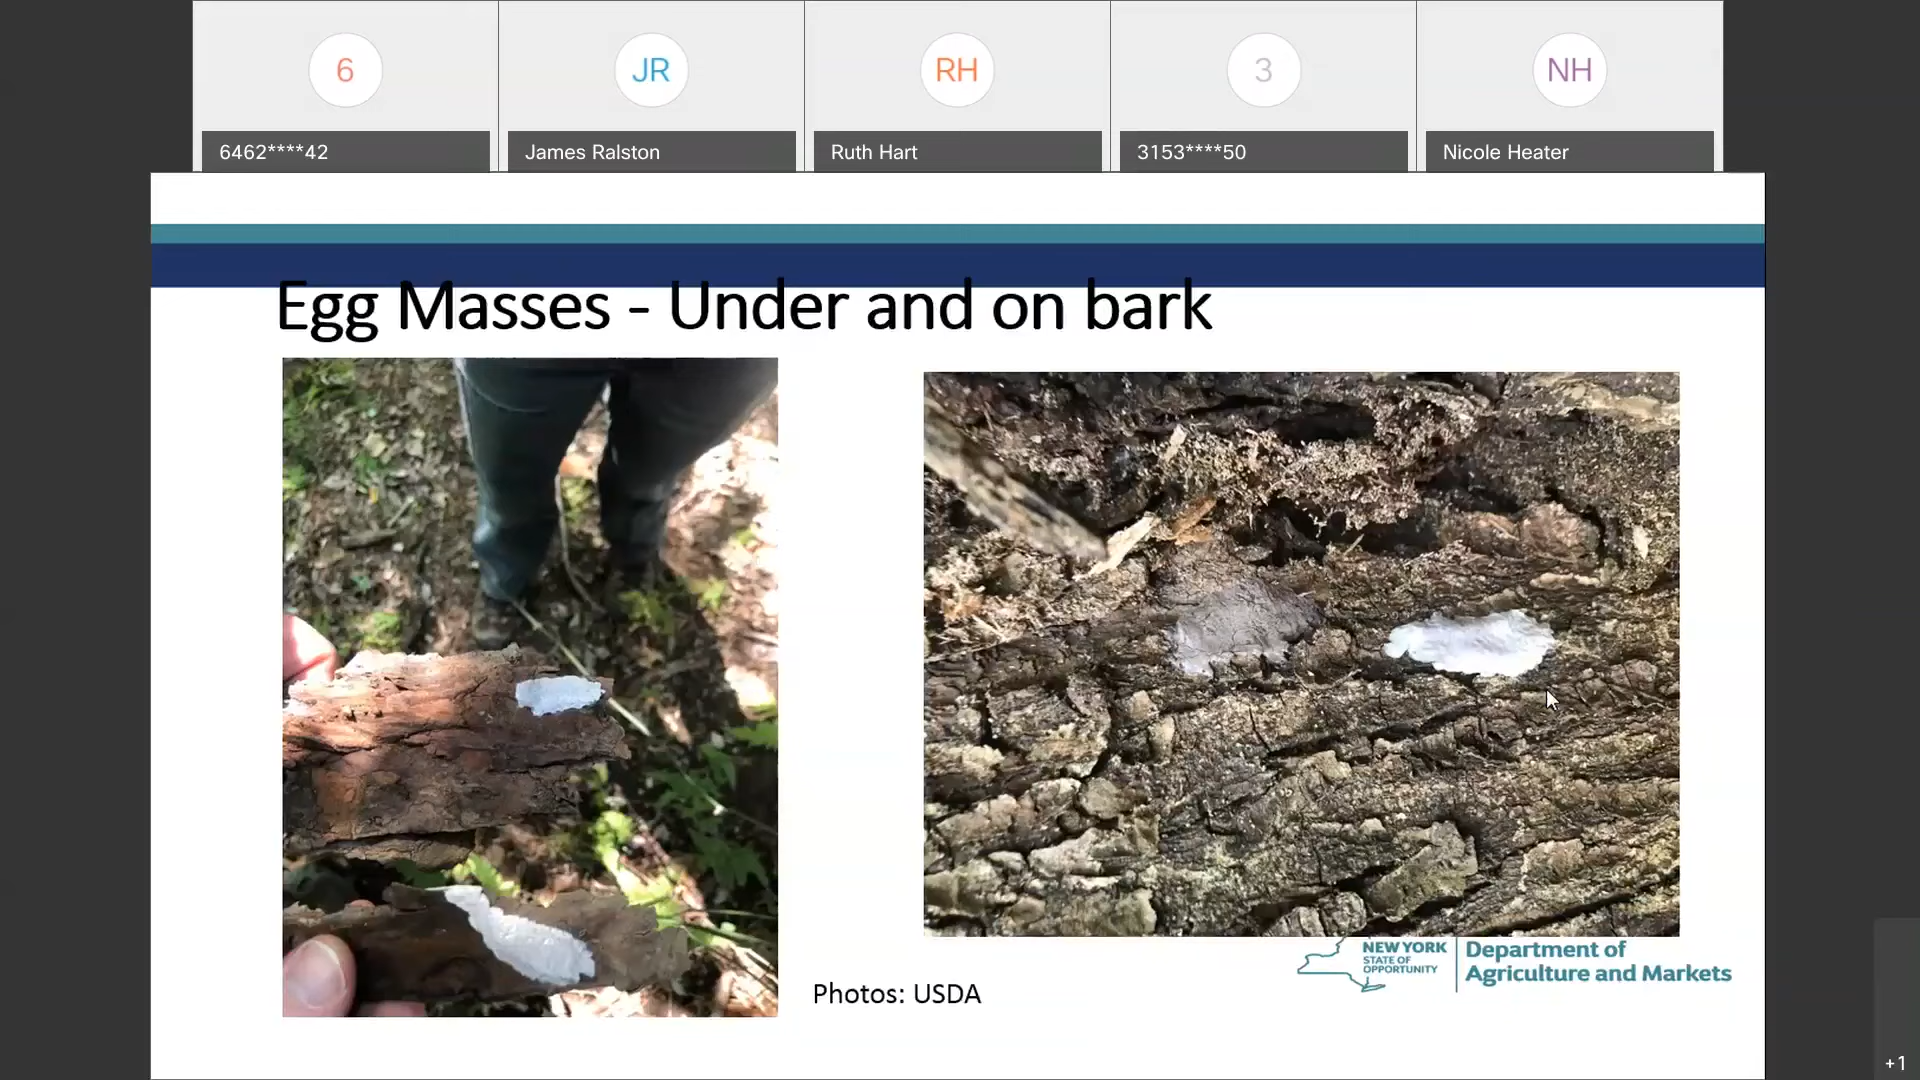 6
JR
RH
3
NH
6462****42
James Ralston
Ruth Hart
3153****50
Nicole Heater
Egg Masses - Under and on bark
NEW YORK
STATE OF
OPPORTUNITY
Department of
Agriculture and Markets
Photos: USDA
+1